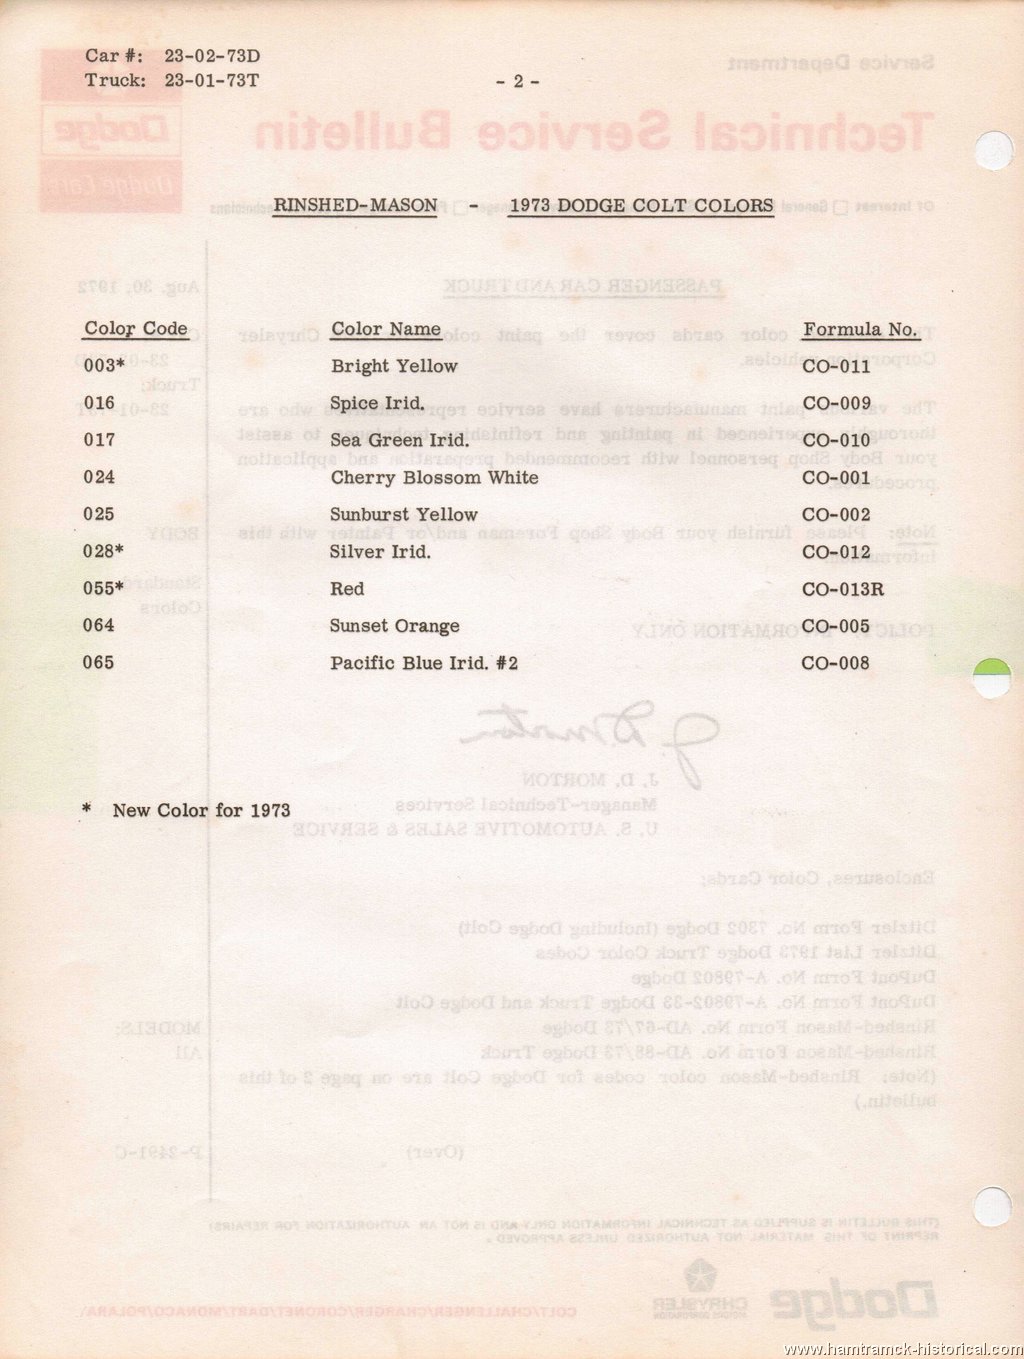 Car #: 23-02-73D
Truck: 23-01-73T
- 2 -
RINSHED-MASON - 1973 DODGE COLT COLORS
Color Code Color Name Formula No.
003* Bright Yellow CO-011
016 Spice Irid. CO-009
017 Sea Green Irid. CO-010
024 Cherry Blossom White CO-001
025 Sunburst Yellow CO-002
028* Silver Irid. CO-012
055* Red CO-013R
064 Sunset Orange CO-005
065 Pacific Blue Irid. #2 CO-008
* New Color for 1973
www.hamtramck-historical.com